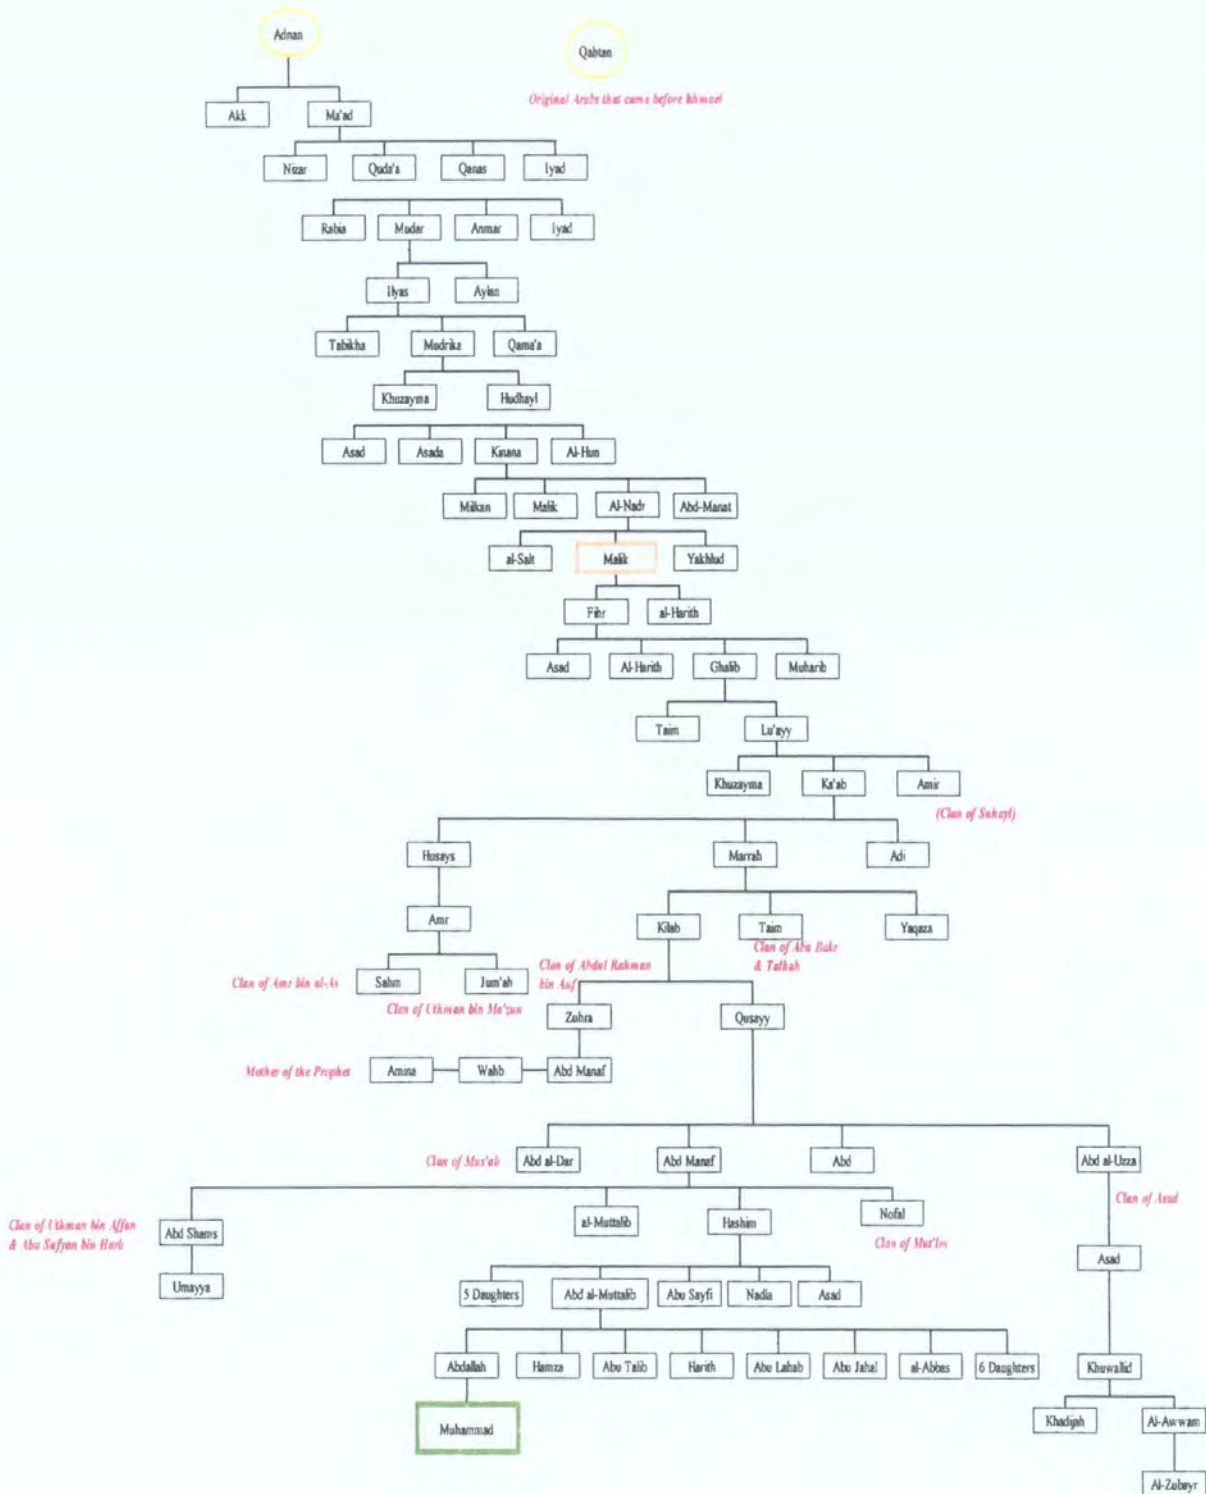 Adnan
Qahtan
Original Arabs that came before Ishmael
Akk
Ma'ad
Nizar
Quda'a
Qanas
Iyad
Rabia
Mudar
Anmar
Iyad
Ilyas
Aylan
Tabikha
Mudrika
Qama'a
Khuzayma
Hudhayl
Asad
Asada
Kinana
Al-Hun
Milkan
Malik
Al-Nadr
Abd-Manat
al-Salt
Malik
Yakhlud
Fihr
al-Harith
Asad
Al-Harith
Ghalib
Muharib
Taim
Lu'ayy
Khuzayma
Ka'ab
Amir
(Clan of Suhayl)
Husays
Marrah
Adi
Amr
Kilab
Taim
Yaqaza
Clan of Abu Bakr
& Talhah
Clan of Amr bin al-As
Sahm
Jum'ah
Clan of Abdul Rahman
bin Auf
Clan of Uthman bin Ma'zun
Zuhra
Qusayy
Mother of the Prophet
Amina
Wahb
Abd Manaf
Clan of Mus'ab
Abd al-Dar
Abd Manaf
Abd
Abd al-Uzza
Clan of Asad
Clan of Uthman bin Affan
& Abu Sufyan bin Harb
Abd Shams
al-Muttalib
Hashim
Nofal
Clan of Mut'im
Asad
Umayya
5 Daughters
Abd al-Muttalib
Abu Sayfi
Nadla
Asad
Abdallah
Hamza
Abu Talib
Harith
Abu Lahab
Abu Jahal
al-Abbas
6 Daughters
Khuwallid
Muhammad
Khadijah
Al-Awwam
Al-Zubayr